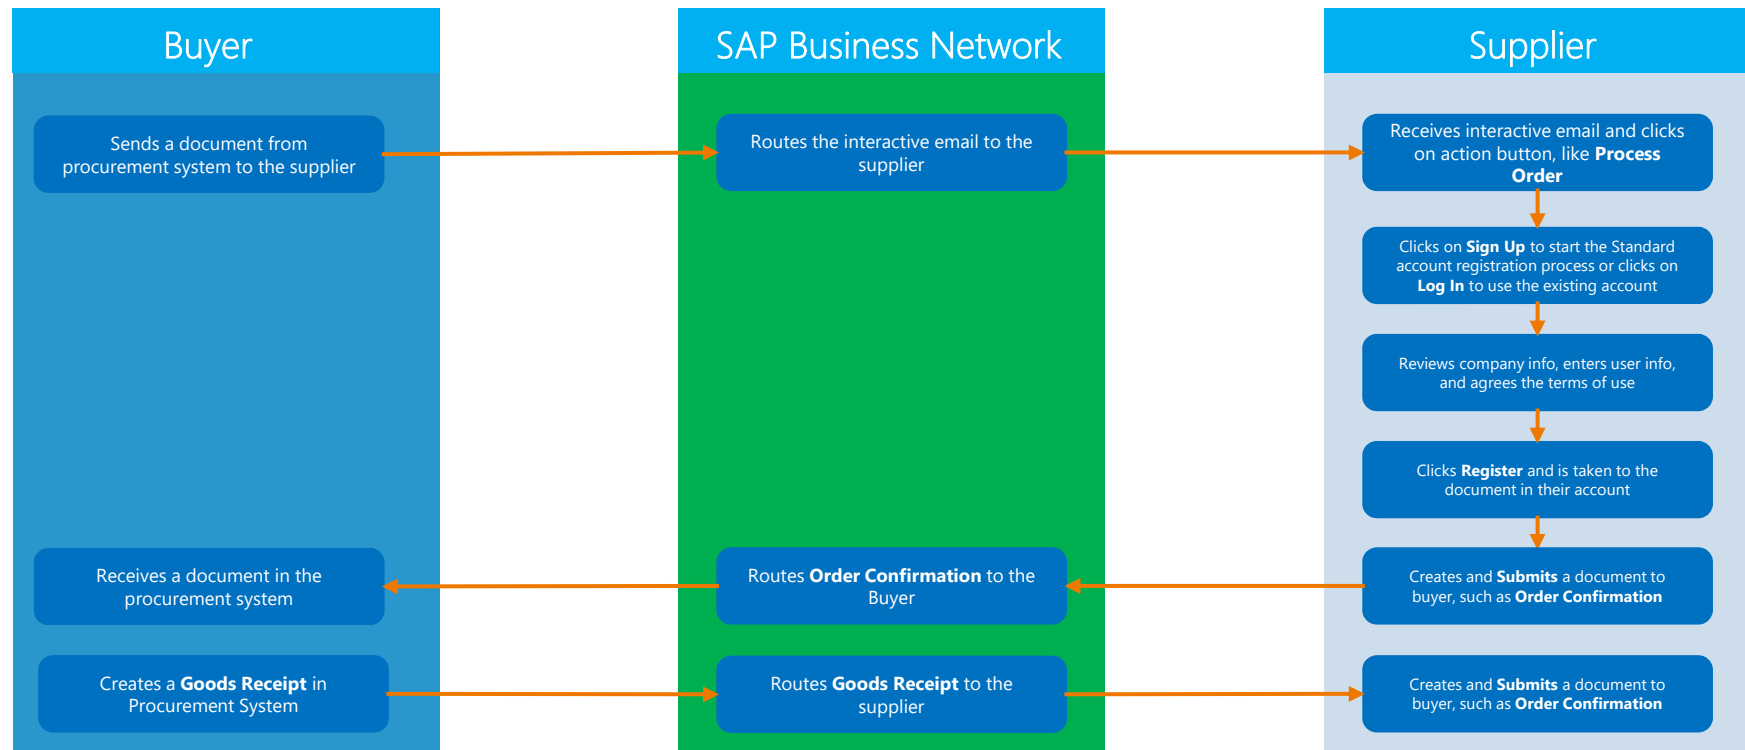 Buyer
SAP Business Network
Supplier
Sends a document from
procurement system to the supplier
Routes the interactive email to the
supplier
Receives interactive email and clicks
on action button, like Process
Order
Clicks on Sign Up to start the Standard
account registration process or clicks on
Log In to use the existing account
Reviews company info, enters user info,
and agrees the terms of use
Clicks Register and is taken to the
document in their account
Receives a document in the
procurement system
Routes Order Confirmation to the
Buyer
Creates and Submits a document to
buyer, such as Order Confirmation
Creates a Goods Receipt in
Procurement System
Routes Goods Receipt to the
supplier
Creates and Submits a document to
buyer, such as Order Confirmation